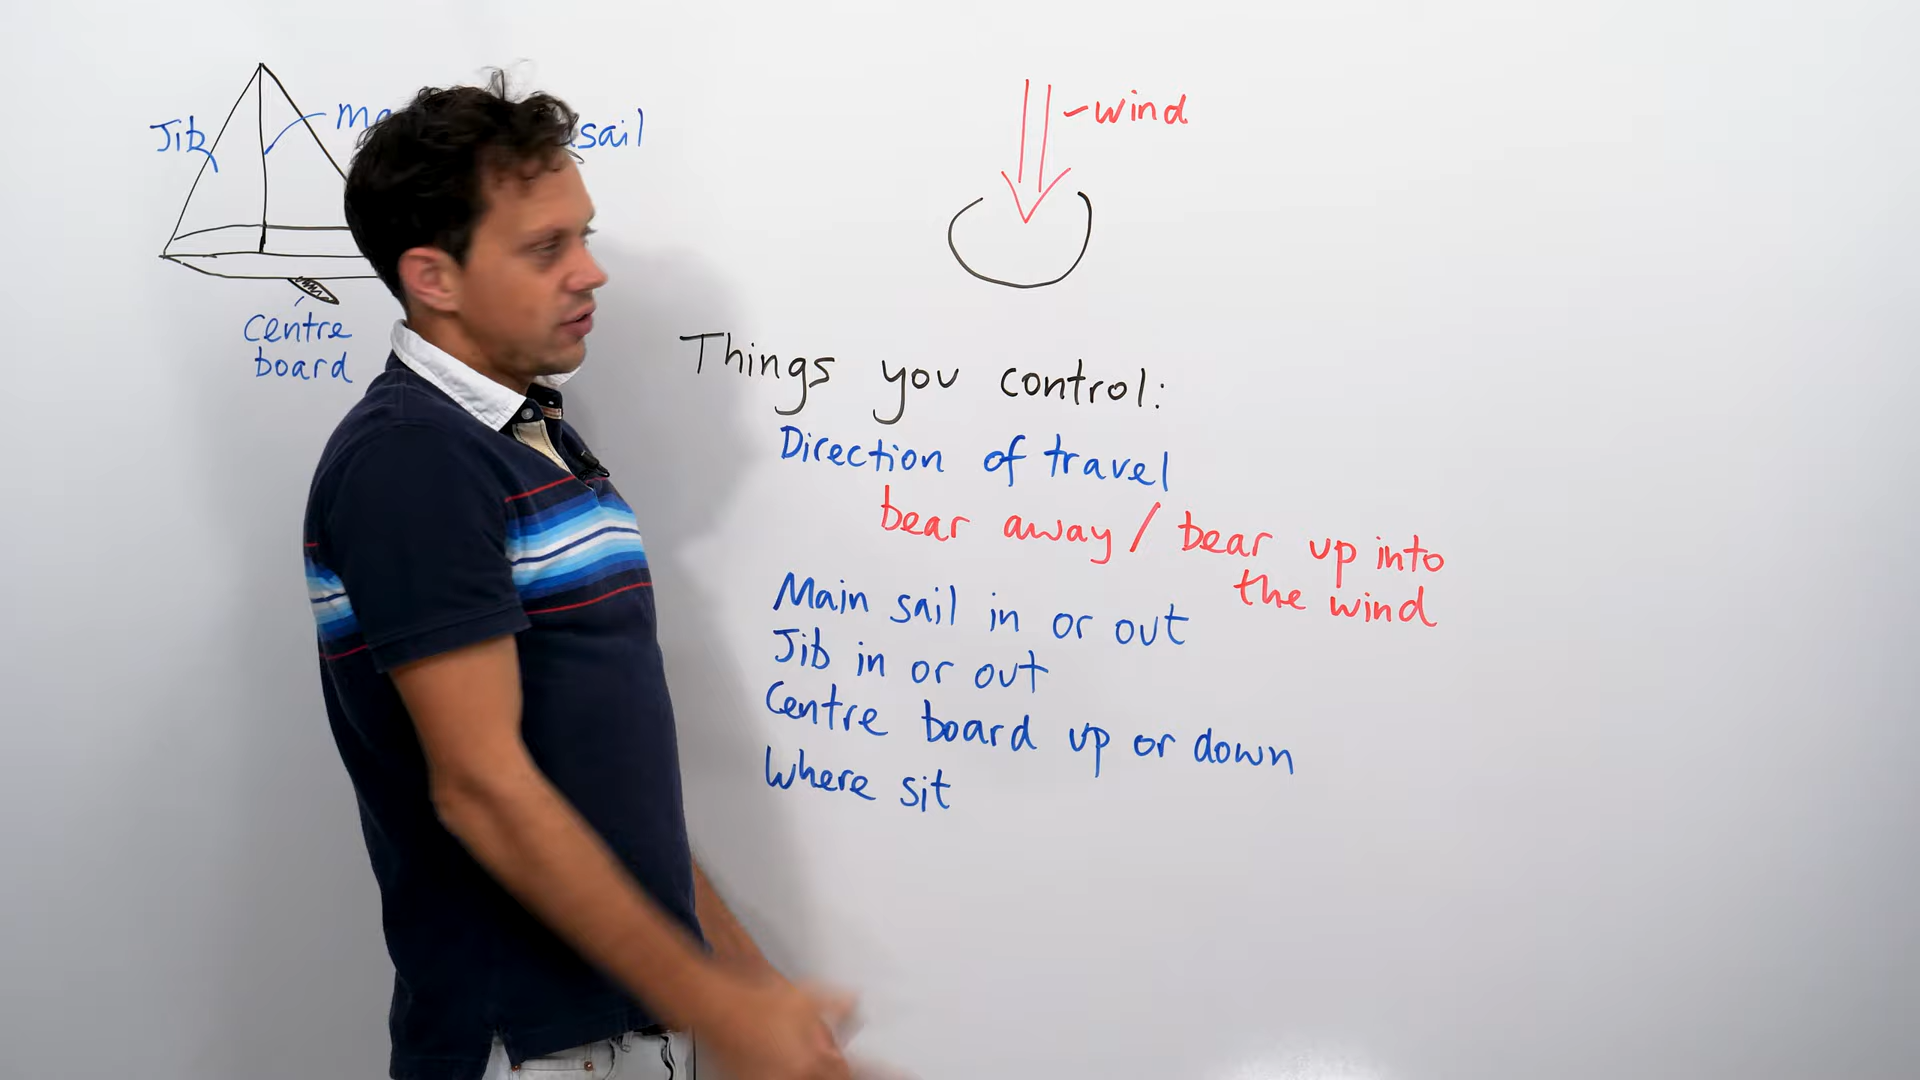 Jib
sail
Centre
board
wind
Things you control:
Direction of travel
bear away / bear up into
the wind
Main sail in or out
Jib in or out
Centre board up or down
Where sit